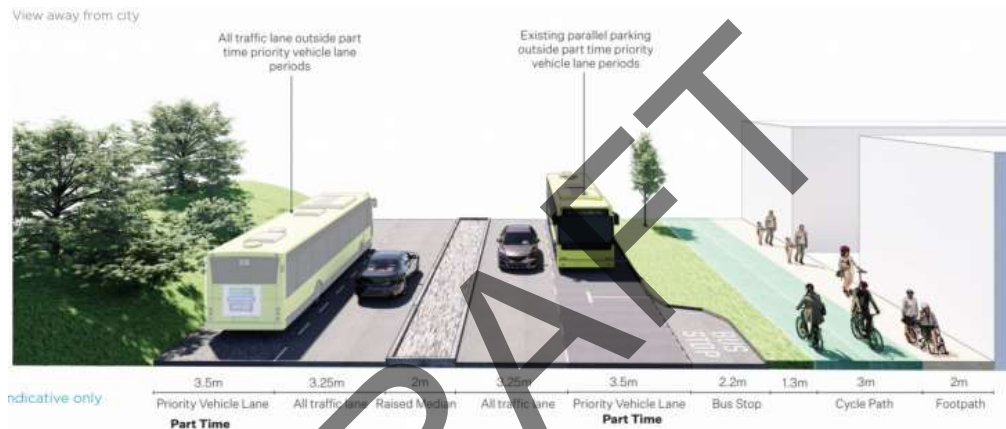 View away from city
All traffic lane outside part
time priority vehicle lane
periods
Existing parallel parking
outside part time priority
vehicle lane periods
DRAFT
BUS
STOP
3.5m 3.25m 2m 3.25m 3.5m 2.2m 1.3m 3m 2m
ndicative only
Priority Vehicle Lane All traffic lane Raised Median All traffic lane Priority Vehicle Lane Bus Stop Cycle Path Footpath
Part Time Part Time